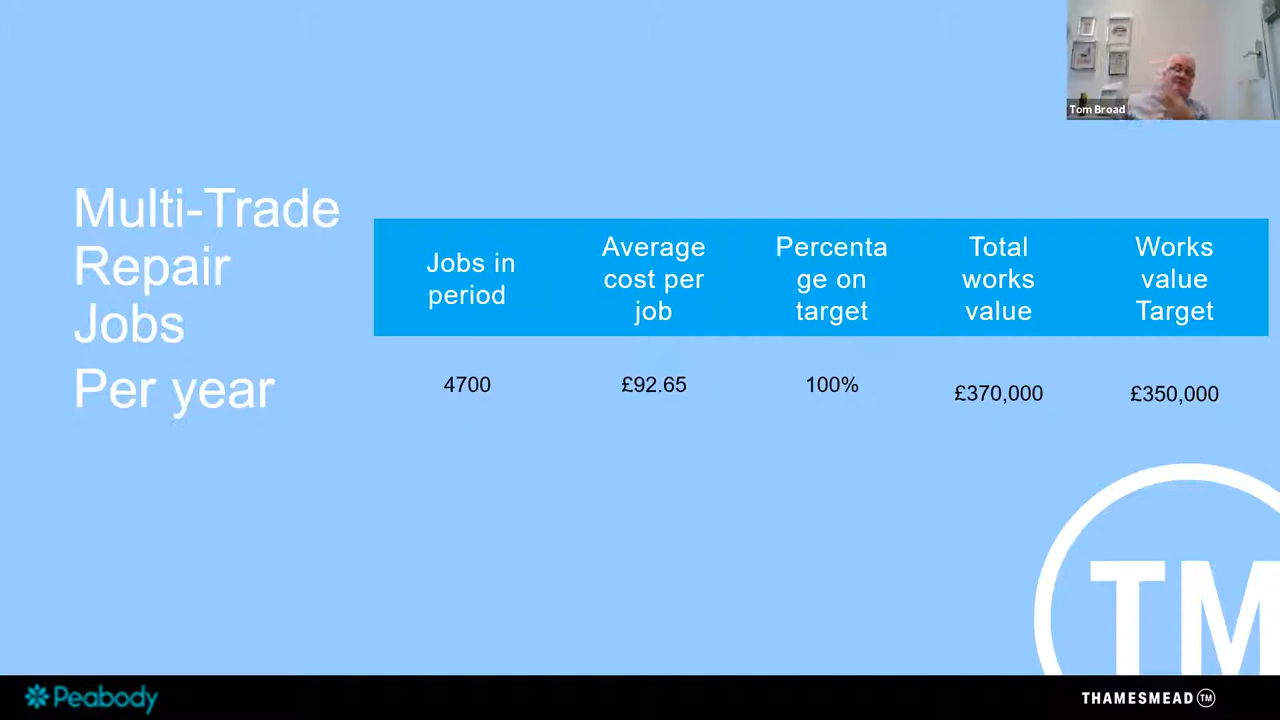 Tom Broad
Multi-Trade
Repair
Jobs
Per year
Jobs in
period
Average
cost per
job
Percenta
ge on
target
Total
works
value
Works
value
Target
4700
£92.65
100%
£370,000
£350,000
TM
Peabody
THAMESMEAD TM